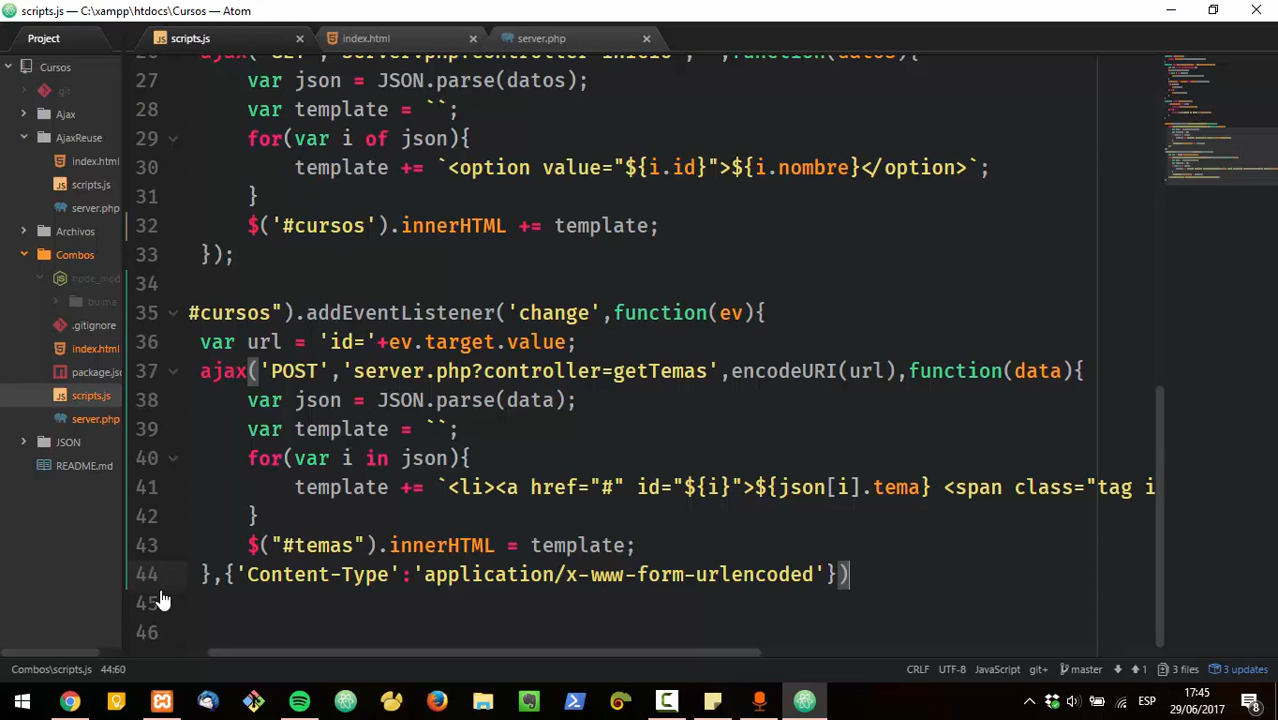 scripts.js - C:\xampp\htdocs\Cursos - Atom
Project
scripts.js
index.html
server.php
Cursos
.git
Ajax
AjaxReuse
index.html
scripts.js
server.php
Archivos
Combos
node_mod
busma
.gitignore
index.html
package.jsc
scripts.js
server.php
JSON
README.md
27 var json = JSON.parse(datos);
28 var template = ``;
29 for(var i of json){
30 template += `<option value="${i.id}">${i.nombre}</option>`;
31 }
32 $('#cursos').innerHTML += template;
33 });
34
35 #cursos").addEventListener('change',function(ev){
36 var url = 'id='+ev.target.value;
37 ajax('POST','server.php?controller=getTemas',encodeURI(url),function(data){
38 var json = JSON.parse(data);
39 var template = ``;
40 for(var i in json){
41 template += `<li><a href="#" id="${i}">${json[i].tema} <span class="tag i
42 }
43 $("#temas").innerHTML = template;
44 },{'Content-Type':'application/x-www-form-urlencoded'})
45
46
Combos\scripts.js 44:60
CRLF UTF-8 JavaScript git+ master 1 3 files 3 updates
ESP
17:45
29/06/2017
8